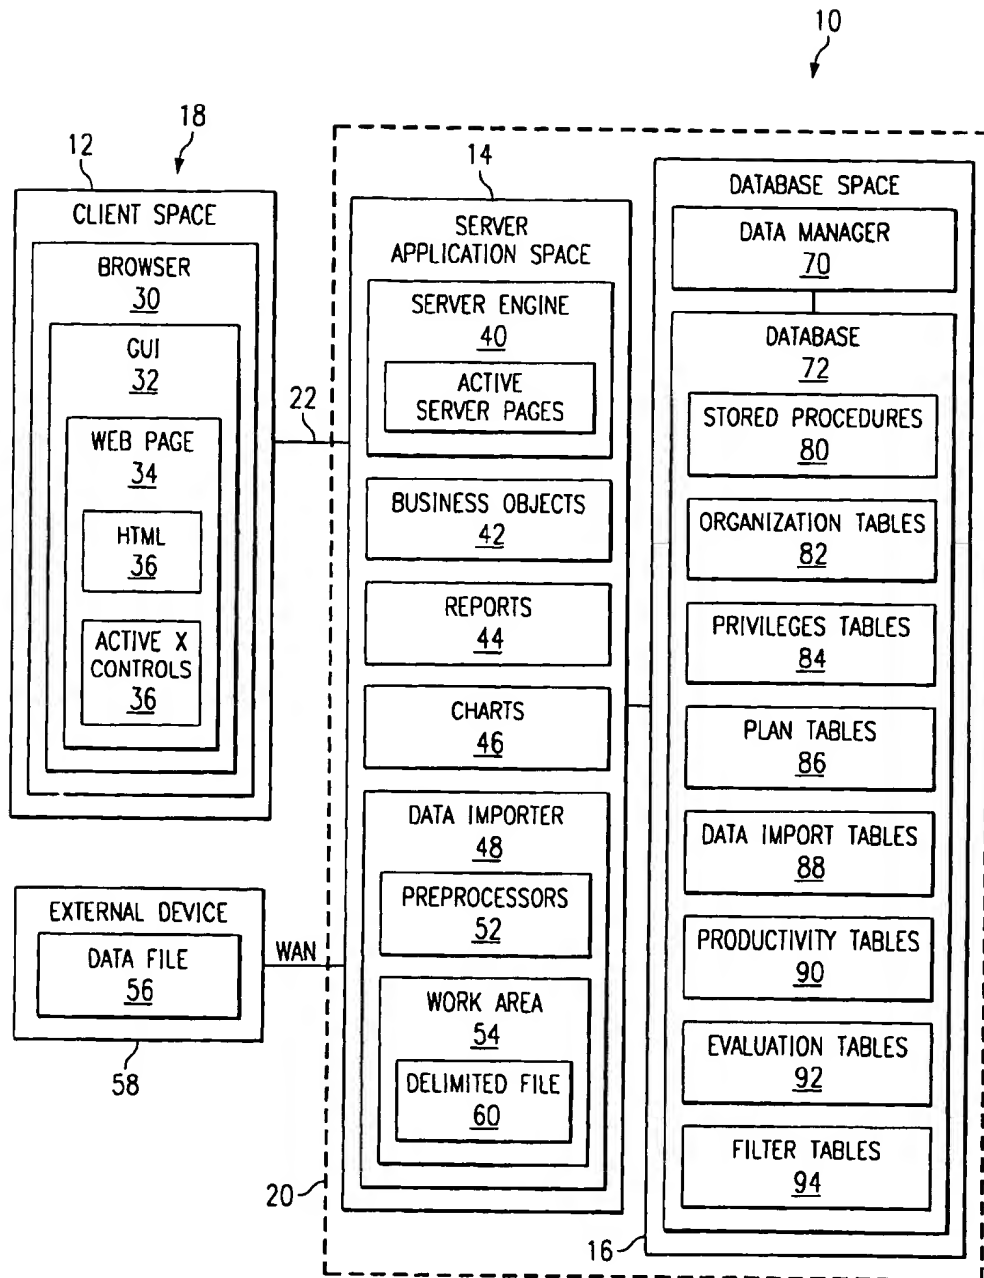 10
12
18
CLIENT SPACE
BROWSER
30
GUI
32
WEB PAGE
34
HTML
36
ACTIVE X
CONTROLS
36
EXTERNAL DEVICE
DATA FILE
56
58
22
WAN
20
14
SERVER
APPLICATION SPACE
SERVER ENGINE
40
ACTIVE
SERVER PAGES
BUSINESS OBJECTS
42
REPORTS
44
CHARTS
46
DATA IMPORTER
48
PREPROCESSORS
52
WORK AREA
54
DELIMITED FILE
60
DATABASE SPACE
DATA MANAGER
70
DATABASE
72
STORED PROCEDURES
80
ORGANIZATION TABLES
82
PRIVILEGES TABLES
84
PLAN TABLES
86
DATA IMPORT TABLES
88
PRODUCTIVITY TABLES
90
EVALUATION TABLES
92
FILTER TABLES
94
16